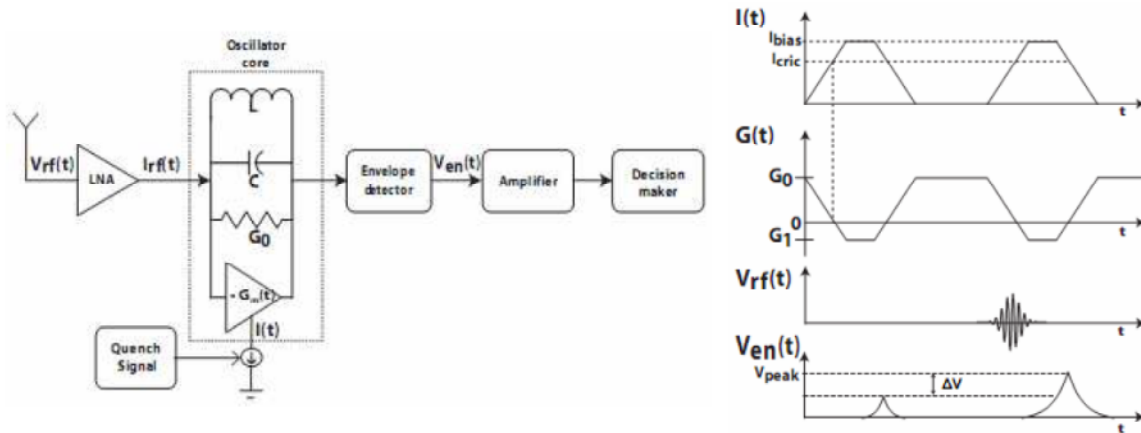 Oscillator
core
L
C
G0
- Gm(t)
I(t)
Vrf(t)
LNA
Irf(t)
Envelope
detector
Ven(t)
Amplifier
Decision
maker
Quench
Signal
I(t)
Ibias
Icric
t
G(t)
G0
0
G1
t
Vrf(t)
t
Ven(t)
Vpeak
ΔV
t